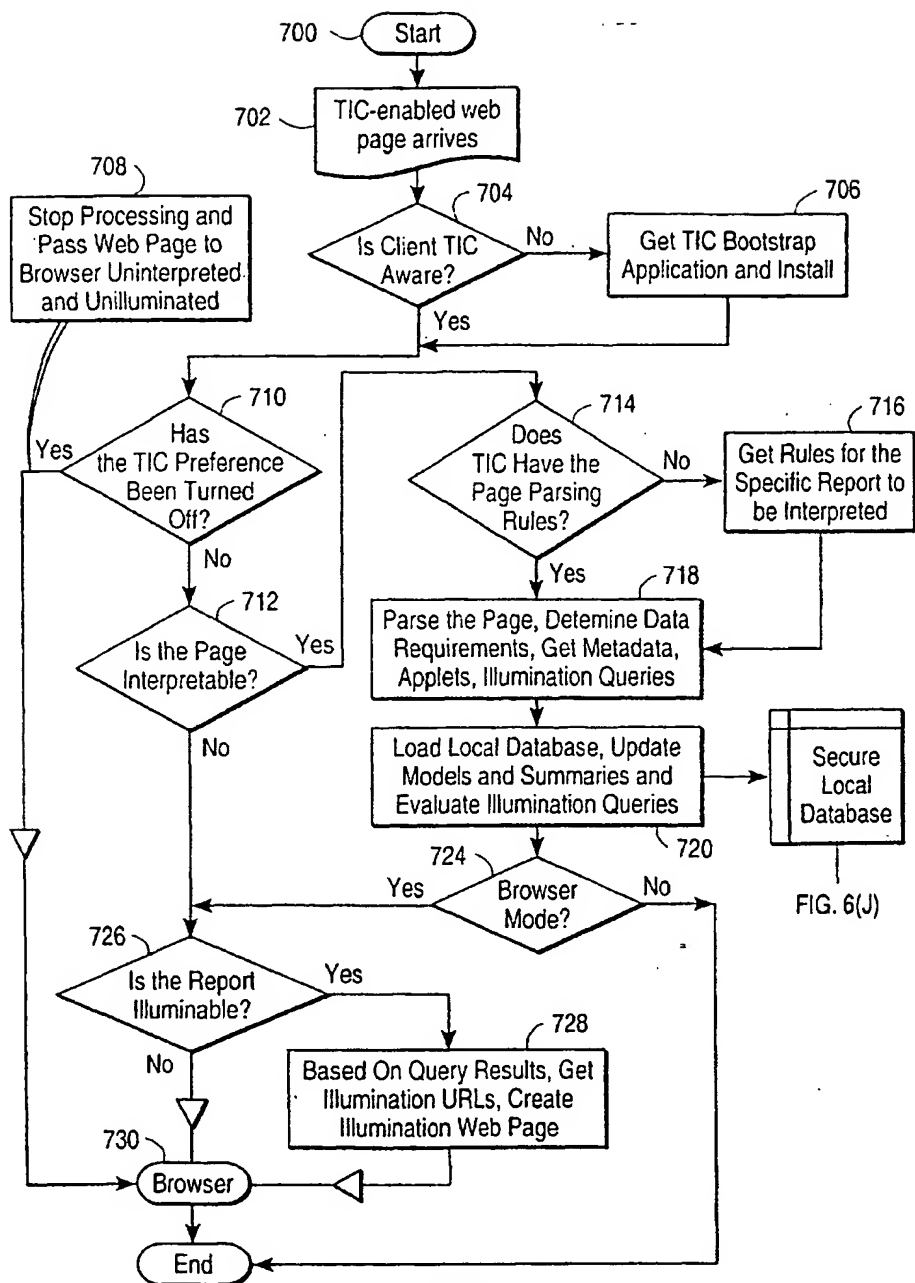 700
Start
702
TIC-enabled web
page arrives
708
Stop Processing and
Pass Web Page to
Browser Uninterpreted
and Unilluminated
704
Is Client TIC
Aware?
No
706
Get TIC Bootstrap
Application and Install
Yes
710
Has
the TIC Preference
Been Turned
Off?
Yes
No
714
Does
TIC Have the
Page Parsing
Rules?
No
716
Get Rules for the
Specific Report to
be Interpreted
Yes
712
Is the Page
Interpretable?
Yes
No
718
Parse the Page, Detemine Data
Requirements, Get Metadata,
Applets, Illumination Queries
Load Local Database, Update
Models and Summaries and
Evaluate Illumination Queries
720
Secure
Local
Database
FIG. 6(J)
724
Browser
Mode?
Yes
No
726
Is the Report
Illuminable?
Yes
No
728
Based On Query Results, Get
Illumination URLs, Create
Illumination Web Page
730
Browser
End